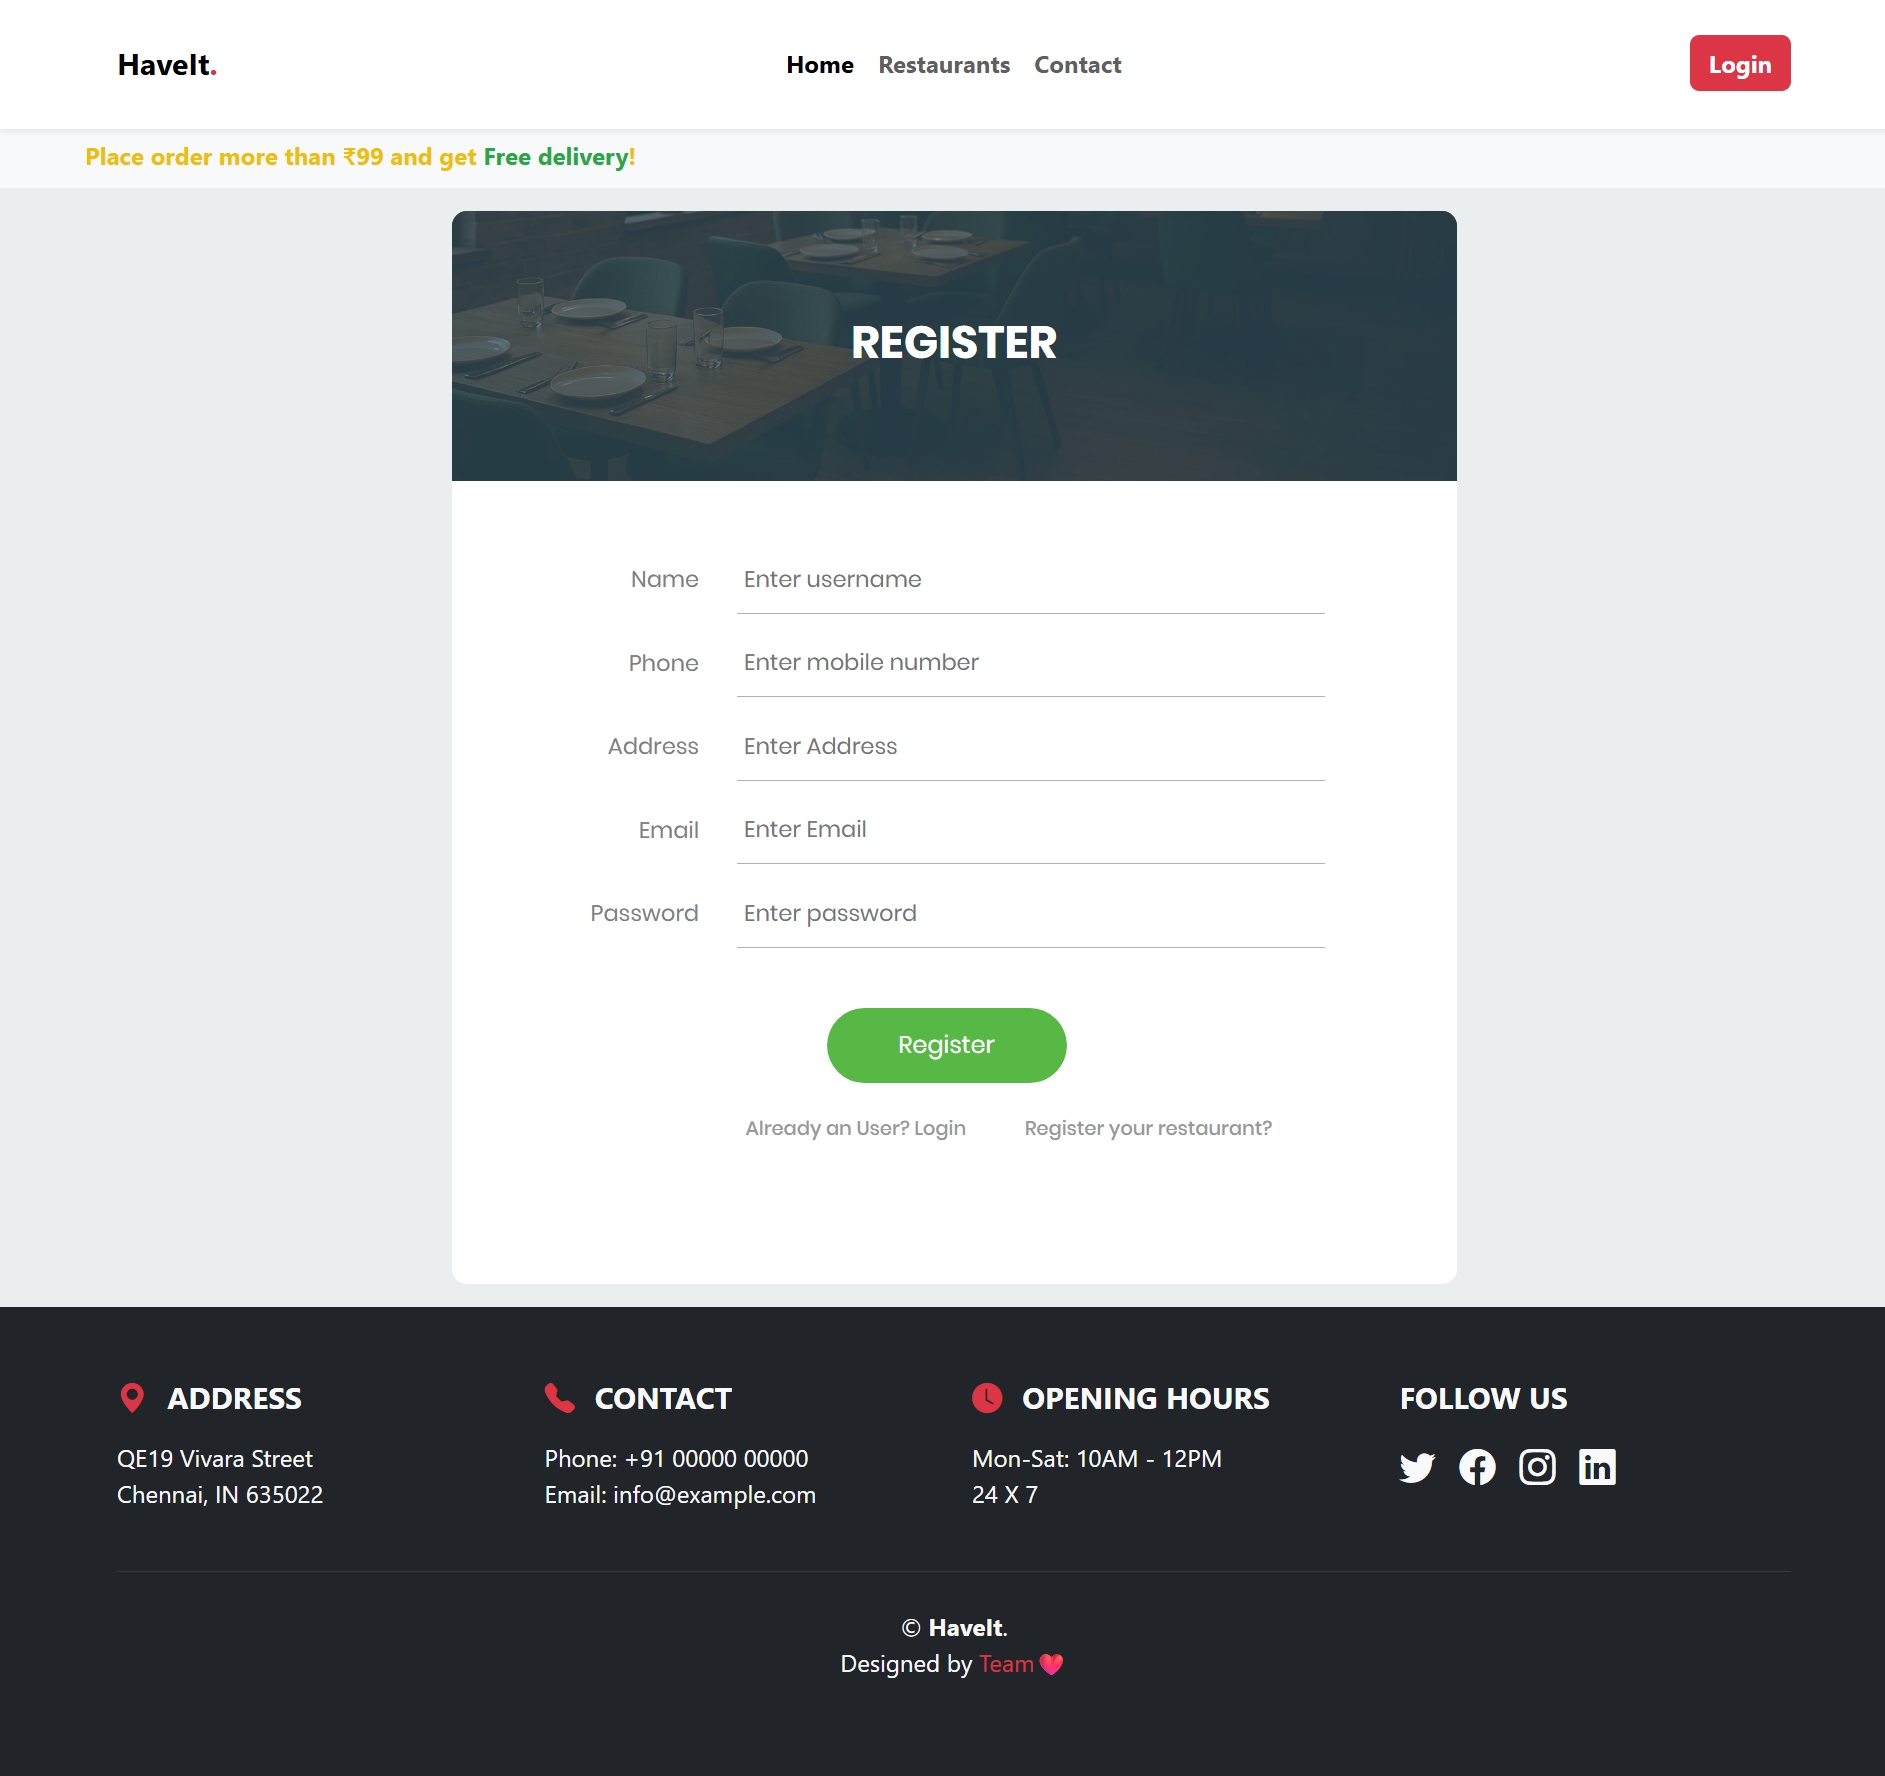 HaveIt.
Home Restaurants Contact
Login
Place order more than ₹99 and get Free delivery!
REGISTER
Name Enter username
Phone Enter mobile number
Address Enter Address
Email Enter Email
Password Enter password
Register
Already an User? Login Register your restaurant?
ADDRESS
QE19 Vivara Street
Chennai, IN 635022
CONTACT
Phone: +91 00000 00000
Email: info@example.com
OPENING HOURS
Mon-Sat: 10AM - 12PM
24 X 7
FOLLOW US
© HaveIt.
Designed by Team